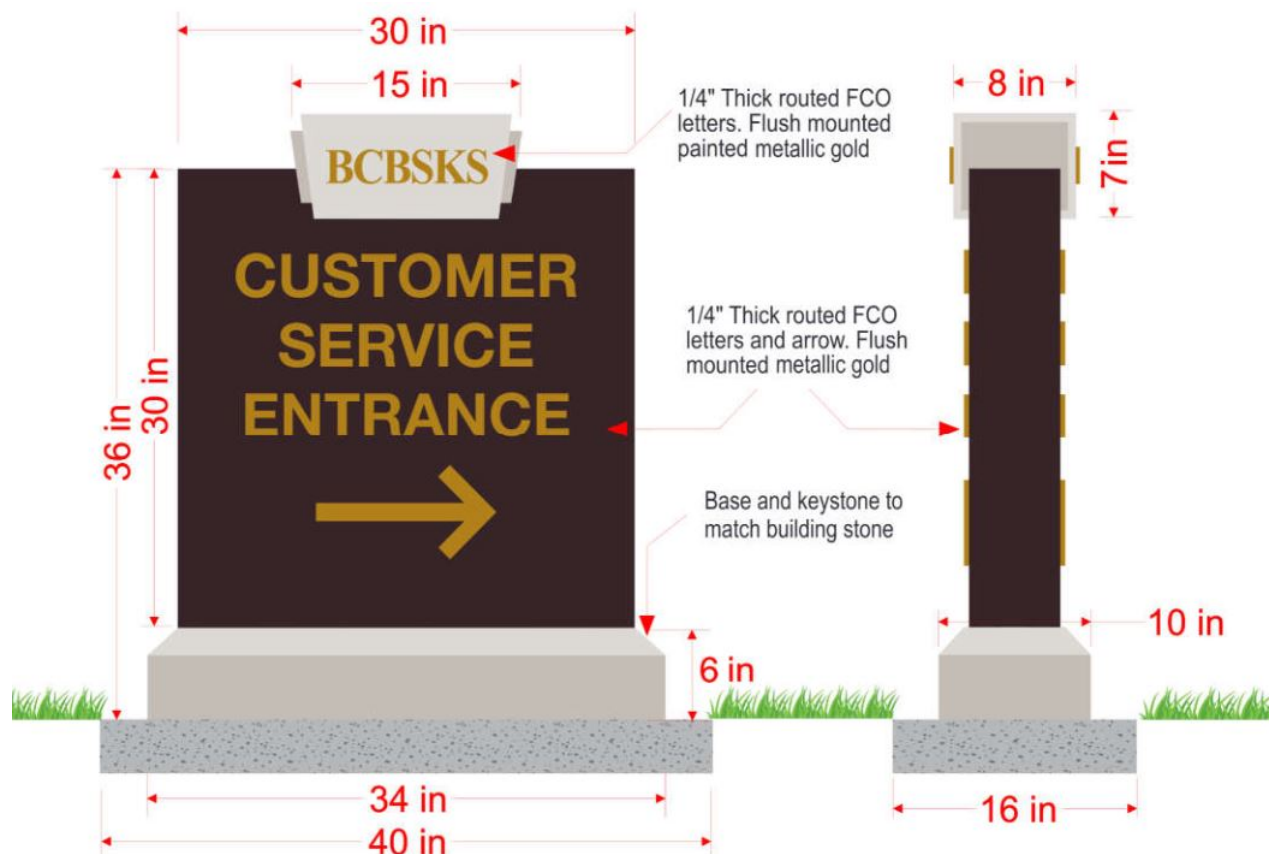 30 in
15 in
8 in
1/4" Thick routed FCO
letters. Flush mounted
painted metallic gold
7in
BCBSKS
CUSTOMER
SERVICE
ENTRANCE
36 in
30 in
1/4" Thick routed FCO
letters and arrow. Flush
mounted metallic gold
Base and keystone to
match building stone
10 in
6 in
34 in
40 in
16 in